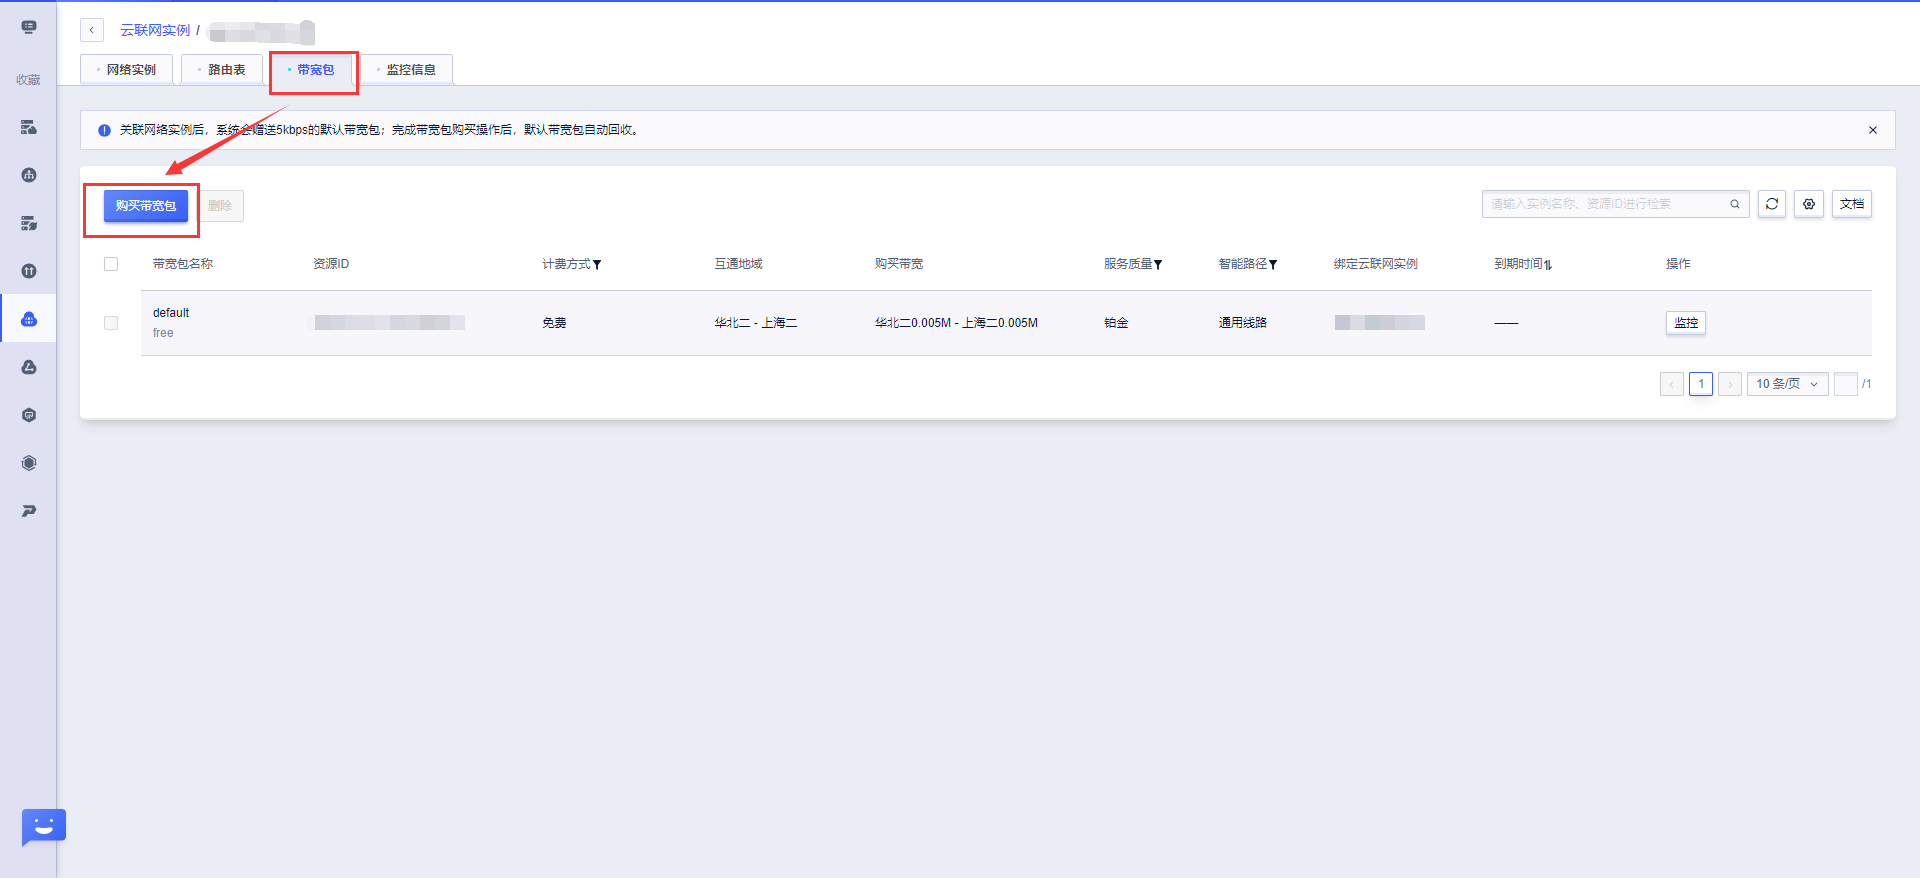 云联网实例 /
网络实例 路由表 带宽包 监控信息
收藏
关联网络实例后，系统会赠送5kbps的默认带宽包；完成带宽包购买操作后，默认带宽包自动回收。
购买带宽包 删除 请输入实例名称、资源ID进行检索 文档
带宽包名称 资源ID 计费方式 互通地域 购买带宽 服务质量 智能路径 绑定云联网实例 到期时间 操作
default
free
免费 华北二 - 上海二 华北二0.005M - 上海二0.005M 铂金 通用线路 —— 监控
1 10 条/页 /1